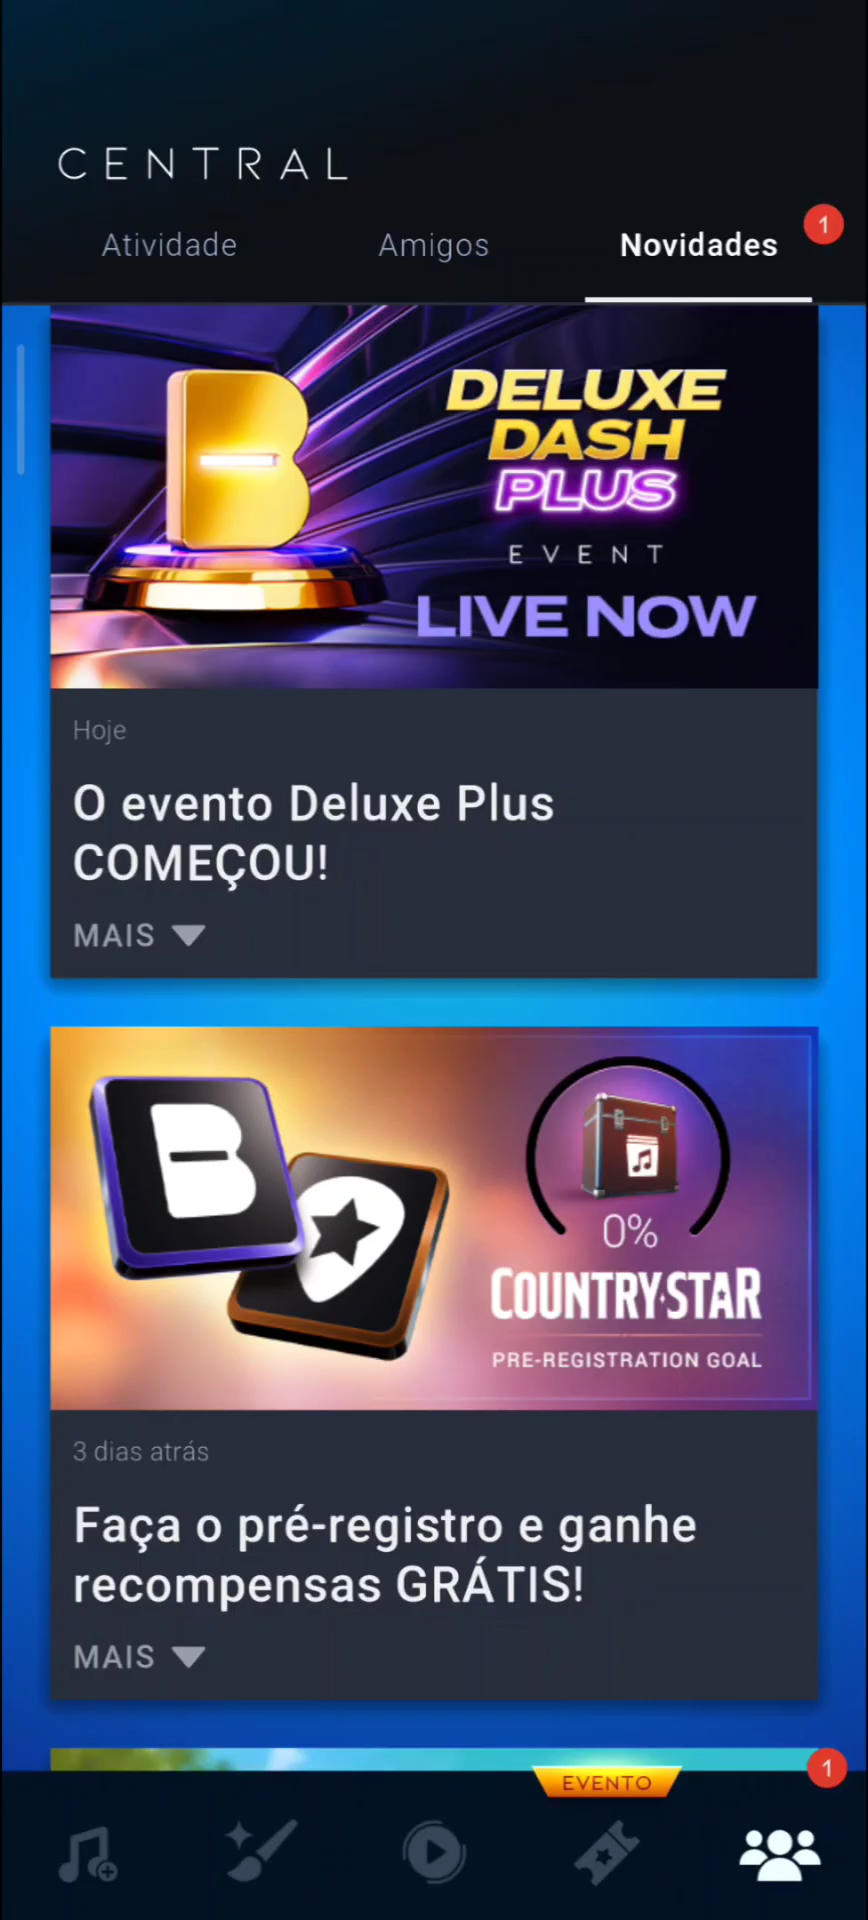 CENTRAL
Atividade
Amigos
Novidades
1
DELUXE
DASH
PLUS
EVENT
LIVE NOW
Hoje
O evento Deluxe Plus
COMEÇOU!
MAIS
0%
COUNTRY·STAR
PRE-REGISTRATION GOAL
3 dias atrás
Faça o pré-registro e ganhe
recompensas GRÁTIS!
MAIS
EVENTO
1